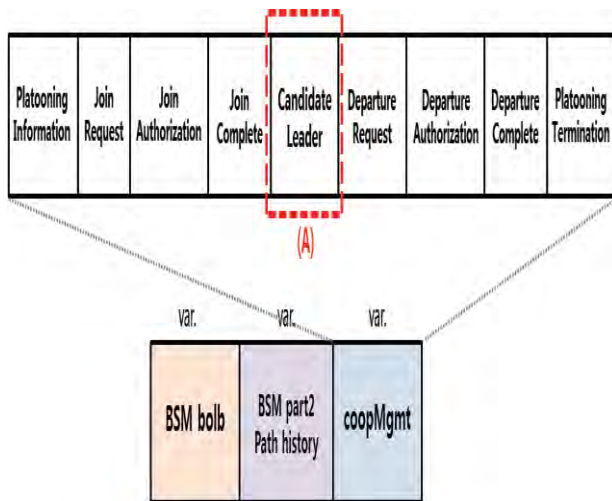 Platooning
Information
Join
Request
Join
Authorization
Join
Complete
Candidate
Leader
Departure
Request
Departure
Authorization
Departure
Complete
Platooning
Termination
(A)
var.
var.
var.
BSM bolb
BSM part2
Path history
coopMgmt